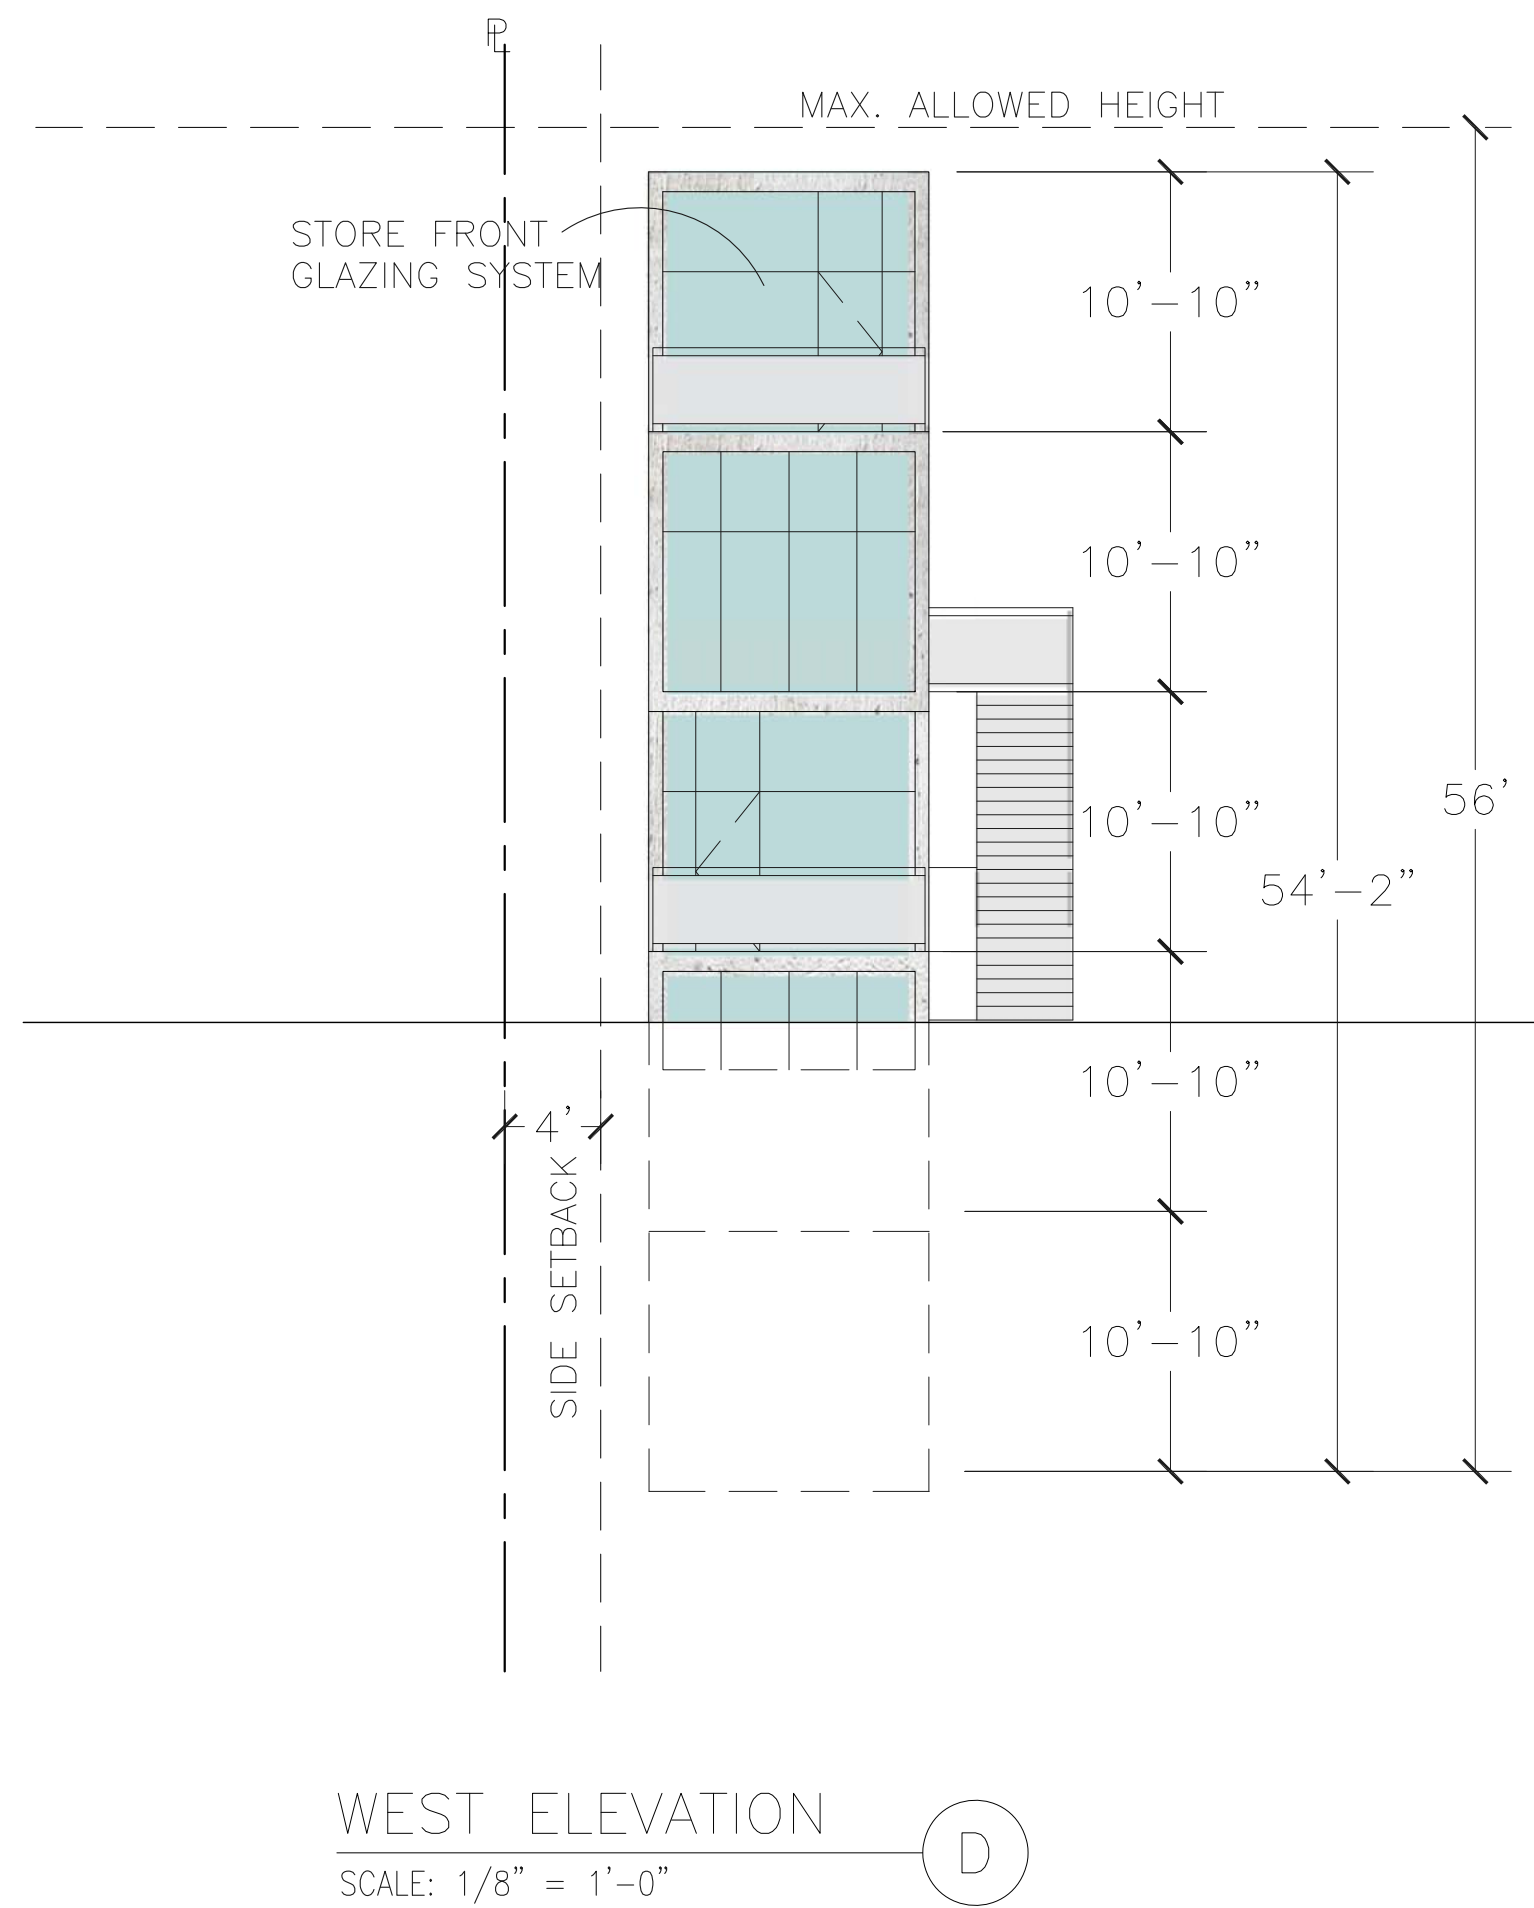 PL
MAX. ALLOWED HEIGHT
STORE FRONT
GLAZING SYSTEM
10'-10"
10'-10"
10'-10"
56'
54'-2"
10'-10"
4'
SIDE SETBACK
10'-10"
WEST ELEVATION
D
SCALE: 1/8" = 1'-0"